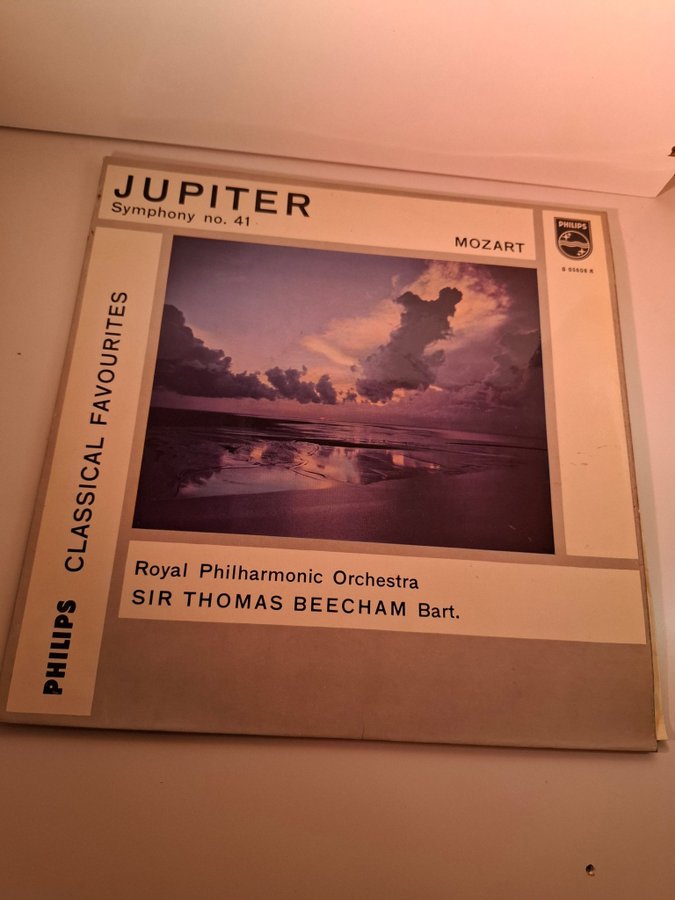 JUPITER
Symphony no. 41
MOZART
PHILIPS
CLASSICAL FAVOURITES
PHILIPS
Royal Philharmonic Orchestra
SIR THOMAS BEECHAM Bart.